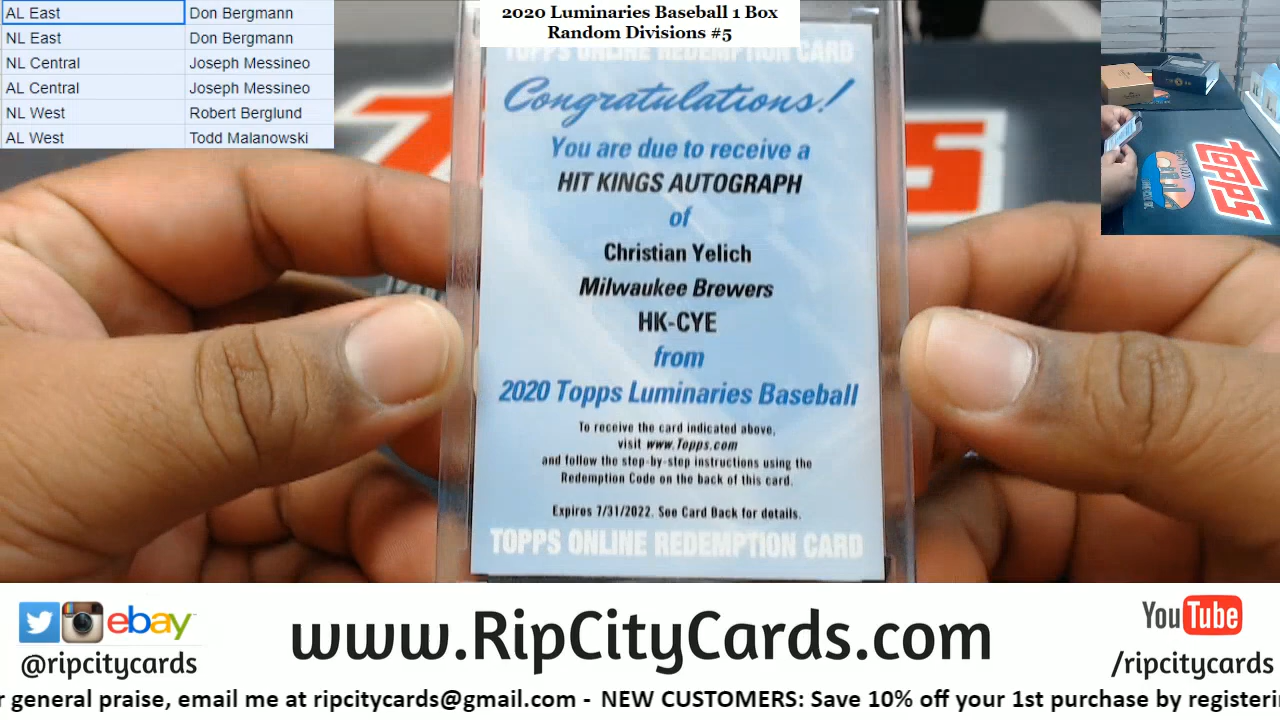 AL East Don Bergmann
NL East Don Bergmann
NL Central Joseph Messineo
AL Central Joseph Messineo
NL West Robert Berglund
AL West Todd Malanowski
2020 Luminaries Baseball 1 Box
Random Divisions #5
TOPPS ONLINE REDEMPTION CARD
Congratulations!
You are due to receive a
HIT KINGS AUTOGRAPH
of
Christian Yelich
Milwaukee Brewers
HK-CYE
from
2020 Topps Luminaries Baseball
To receive the card indicated above,
visit www.Topps.com
and follow the step-by-step instructions using the
Redemption Code on the back of this card.
Expires 7/31/2022. See Card Back for details.
TOPPS ONLINE REDEMPTION CARD
topps
ebay
@ripcitycards
www.RipCityCards.com
YouTube
/ripcitycards
r general praise, email me at ripcitycards@gmail.com - NEW CUSTOMERS: Save 10% off your 1st purchase by registeri